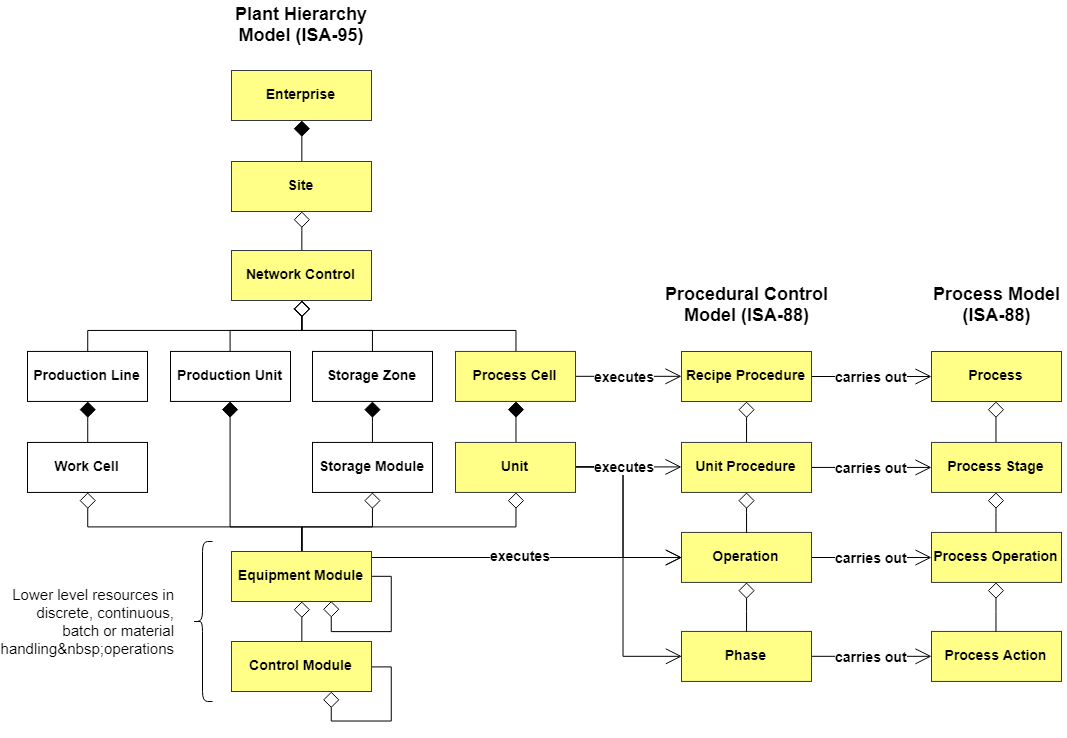 Plant Hierarchy
Model (ISA-95)
Enterprise
Site
Network Control
Procedural Control
Model (ISA-88)
Process Model
(ISA-88)
Production Line
Production Unit
Storage Zone
Process Cell
executes
Recipe Procedure
carries out
Process
Work Cell
Storage Module
Unit
executes
Unit Procedure
carries out
Process Stage
executes
Operation
carries out
Process Operation
Equipment Module
Lower level resources in
discrete, continuous,
batch or material
handling&nbsp;operations
Control Module
Phase
carries out
Process Action